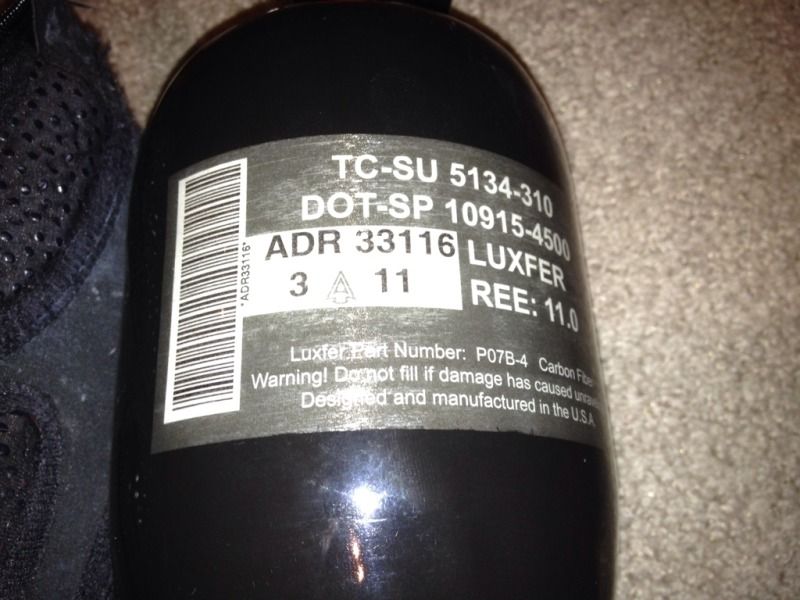 TC-SU 5134-310
DOT-SP 10915-4500
ADR 33116 LUXFER
3 11 REE: 11.0
*ADR33116*
Luxfer Part Number: P07B-4 Carbon Fiber
Warning! Do not fill if damage has caused
Designed and manufactured in the U.S.A.